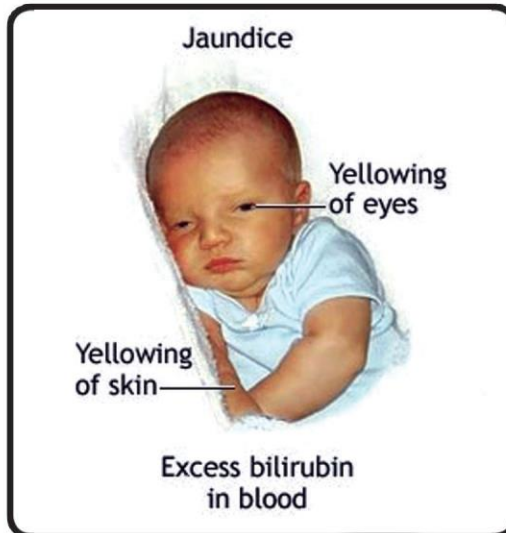 Jaundice
Yellowing
of eyes
Yellowing
of skin
Excess bilirubin
in blood